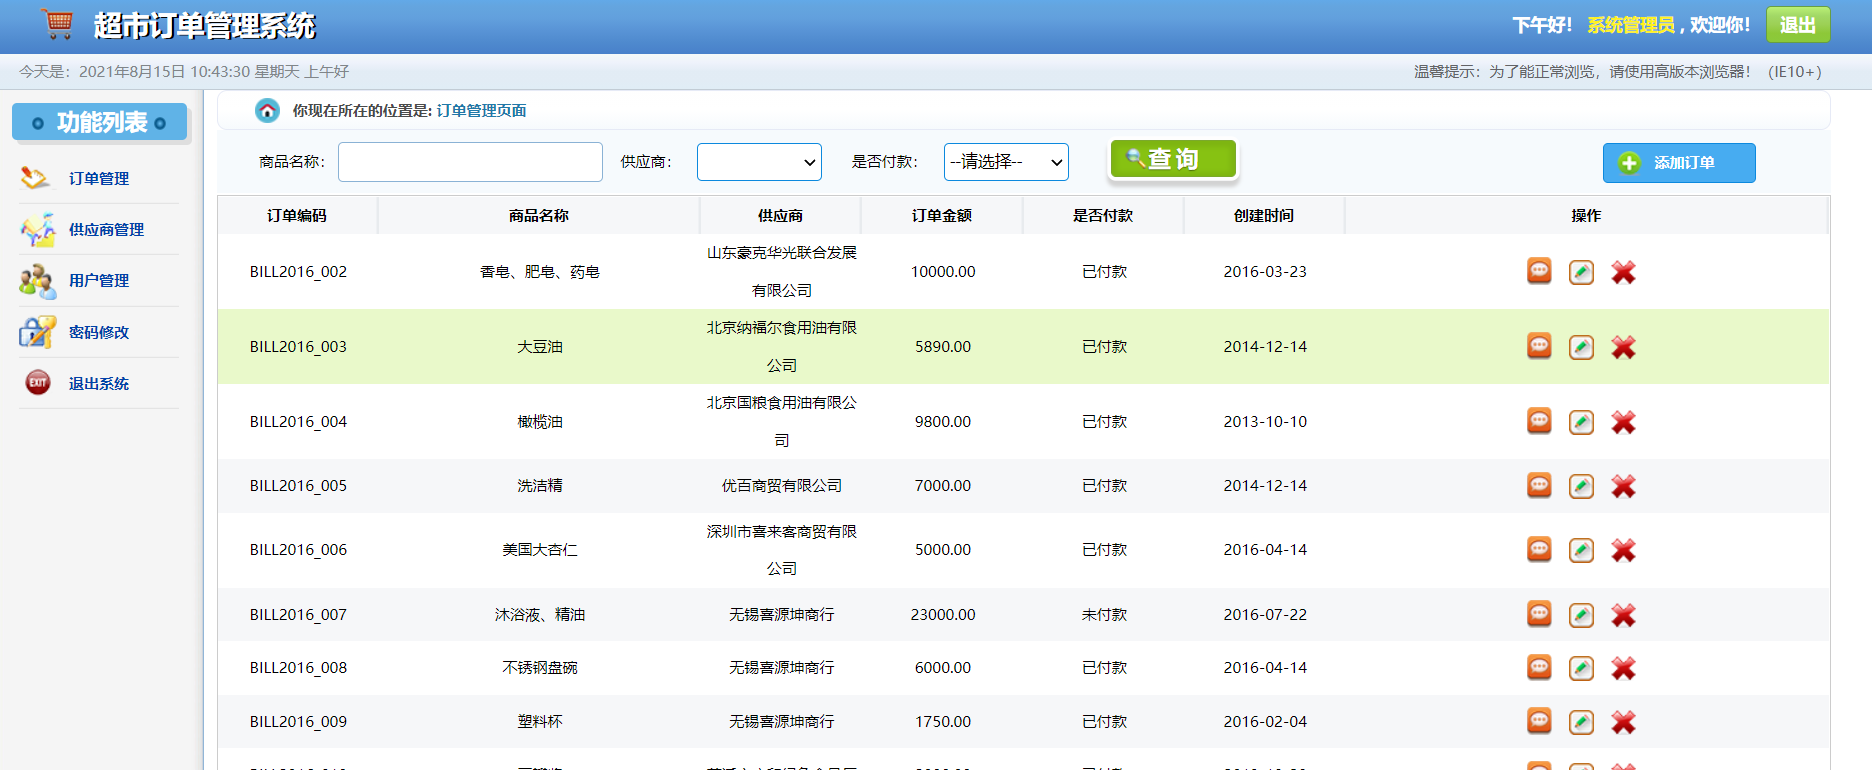 超市订单管理系统
下午好! 系统管理员 , 欢迎你! 退出
今天是: 2021年8月15日 10:43:30 星期天 上午好
温馨提示: 为了能正常浏览, 请使用高版本浏览器! (IE10+)
功能列表
订单管理
供应商管理
用户管理
密码修改
EXIT 退出系统
你现在所在的位置是: 订单管理页面
商品名称: 供应商: 是否付款: --请选择-- 查询 添加订单
订单编码 商品名称 供应商 订单金额 是否付款 创建时间 操作
BILL2016_002 香皂、肥皂、药皂 山东豪克华光联合发展 10000.00 已付款 2016-03-23
有限公司
BILL2016_003 大豆油 北京纳福尔食用油有限 5890.00 已付款 2014-12-14
公司
BILL2016_004 橄榄油 北京国粮食用油有限公 9800.00 已付款 2013-10-10
司
BILL2016_005 洗洁精 优百商贸有限公司 7000.00 已付款 2014-12-14
BILL2016_006 美国大杏仁 深圳市喜来客商贸有限 5000.00 已付款 2016-04-14
公司
BILL2016_007 沐浴液、精油 无锡喜源坤商行 23000.00 未付款 2016-07-22
BILL2016_008 不锈钢盘碗 无锡喜源坤商行 6000.00 已付款 2016-04-14
BILL2016_009 塑料杯 无锡喜源坤商行 1750.00 已付款 2016-02-04